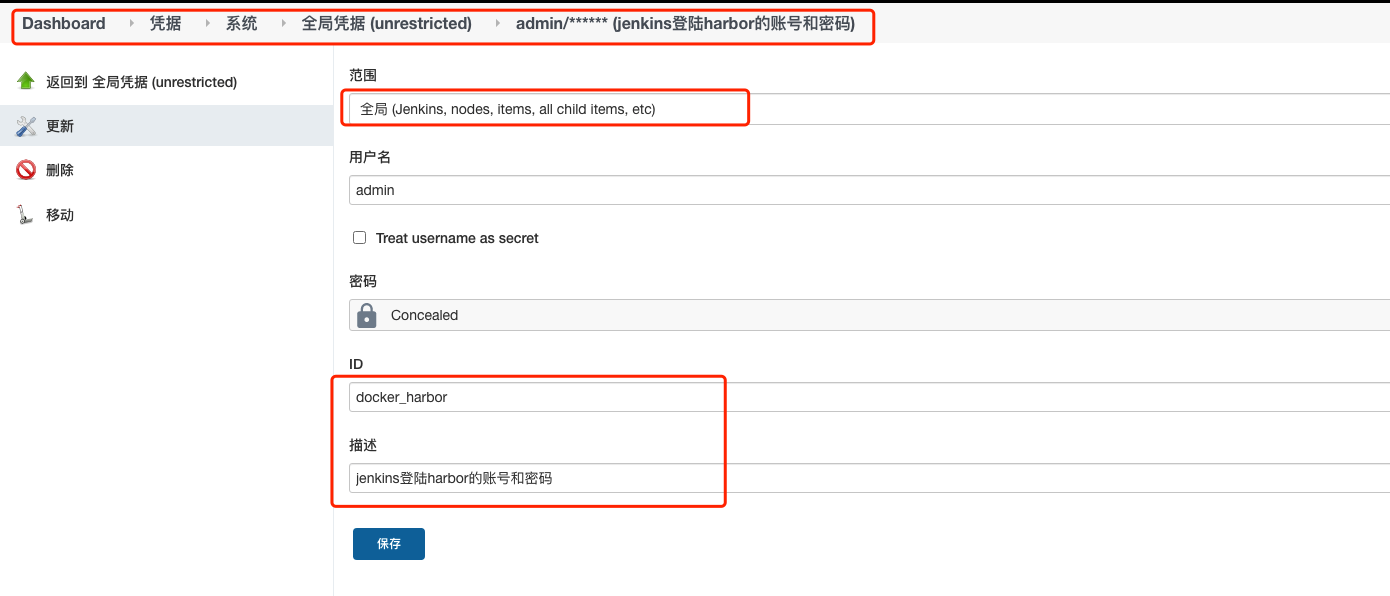 Dashboard 凭据 系统 全局凭据 (unrestricted) admin/****** (jenkins登陆harbor的账号和密码)
返回到 全局凭据 (unrestricted)
更新
删除
移动
范围
全局 (Jenkins, nodes, items, all child items, etc)
用户名
admin
Treat username as secret
密码
Concealed
ID
docker_harbor
描述
jenkins登陆harbor的账号和密码
保存